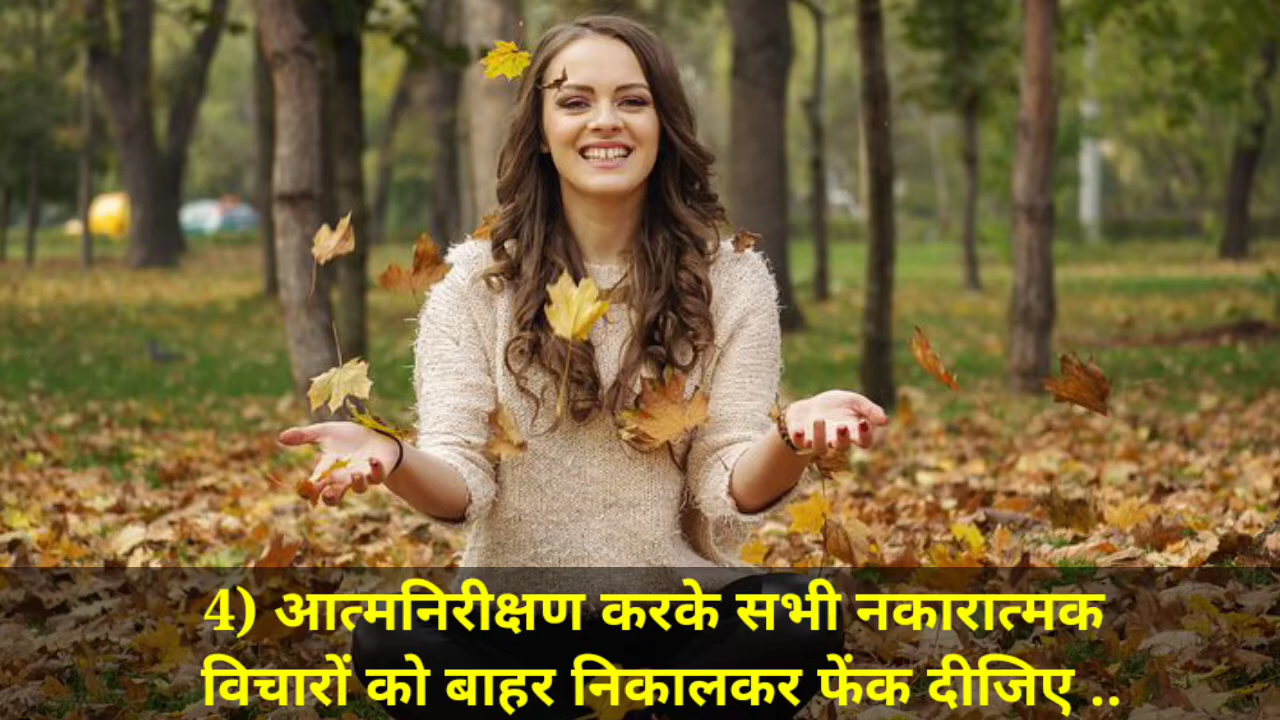 4) आत्मनिरीक्षण करके सभी नकारात्मक
विचारों को बाहर निकालकर फेंक दीजिए ..